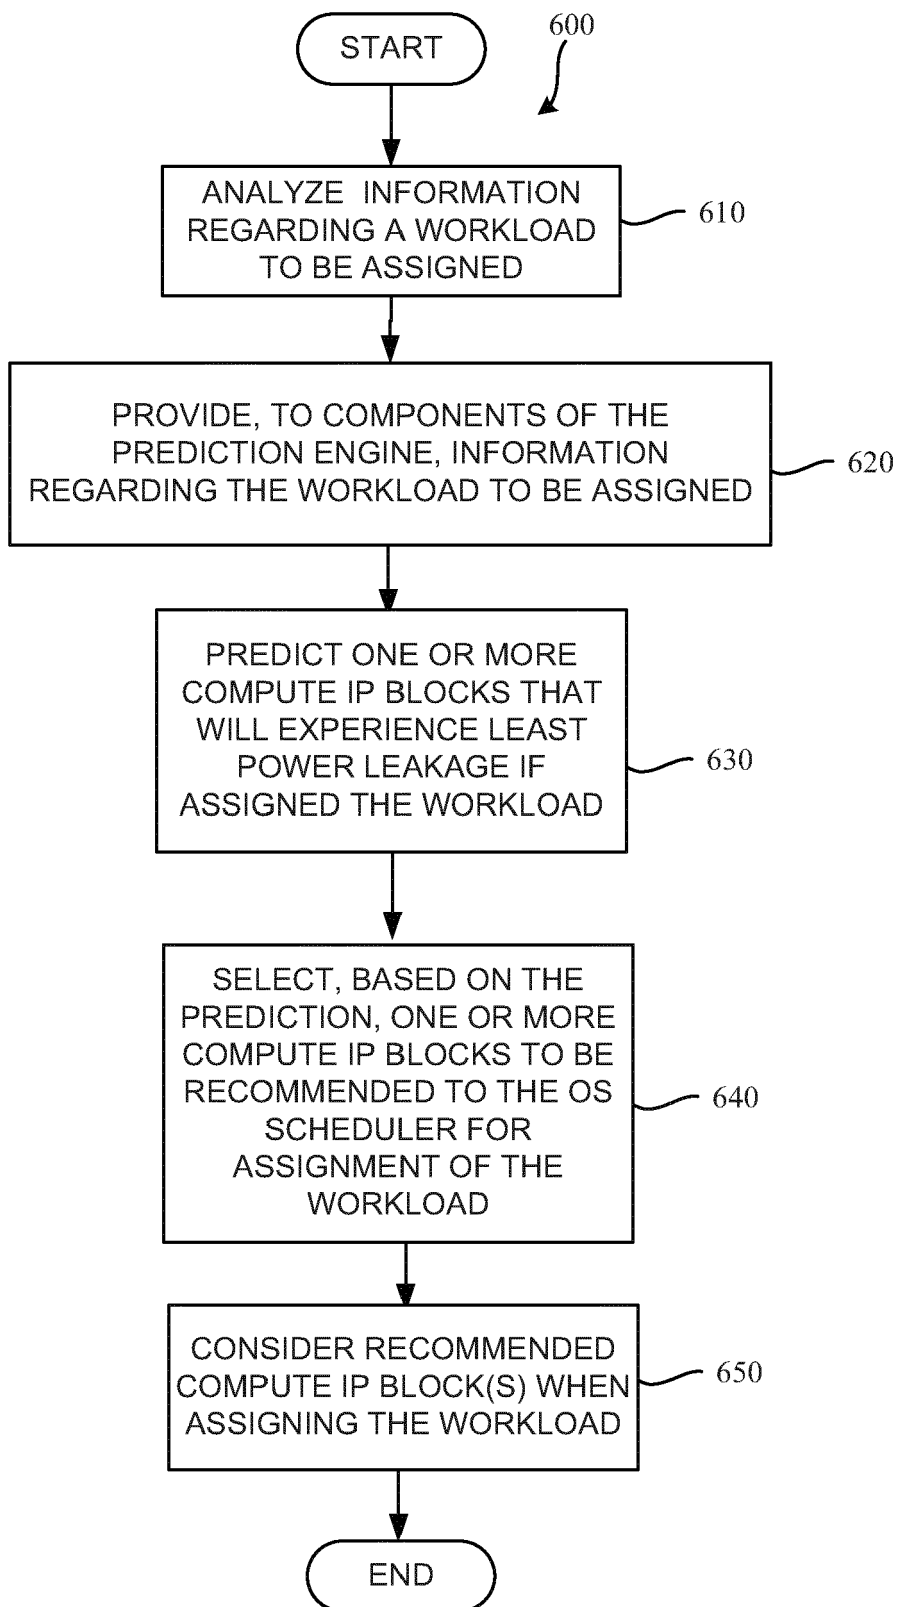 START
600
ANALYZE INFORMATION
REGARDING A WORKLOAD
TO BE ASSIGNED
610
PROVIDE, TO COMPONENTS OF THE
PREDICTION ENGINE, INFORMATION
REGARDING THE WORKLOAD TO BE ASSIGNED
620
PREDICT ONE OR MORE
COMPUTE IP BLOCKS THAT
WILL EXPERIENCE LEAST
POWER LEAKAGE IF
ASSIGNED THE WORKLOAD
630
SELECT, BASED ON THE
PREDICTION, ONE OR MORE
COMPUTE IP BLOCKS TO BE
RECOMMENDED TO THE OS
SCHEDULER FOR
ASSIGNMENT OF THE
WORKLOAD
640
CONSIDER RECOMMENDED
COMPUTE IP BLOCK(S) WHEN
ASSIGNING THE WORKLOAD
650
END